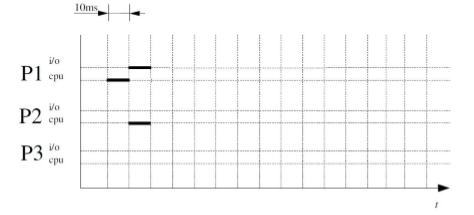 10ms
P1 i/o
cpu
P2 i/o
cpu
P3 i/o
cpu
t